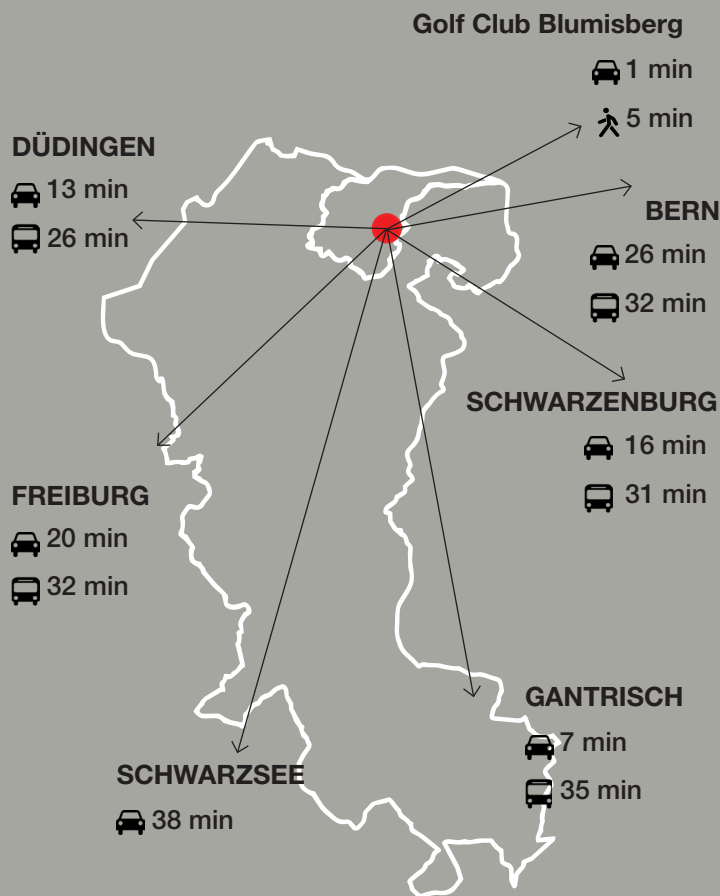 Golf Club Blumisberg
1 min
5 min
DÜDINGEN
13 min
26 min
BERN
26 min
32 min
SCHWARZENBURG
16 min
31 min
FREIBURG
20 min
32 min
GANTRISCH
7 min
35 min
SCHWARZSEE
38 min